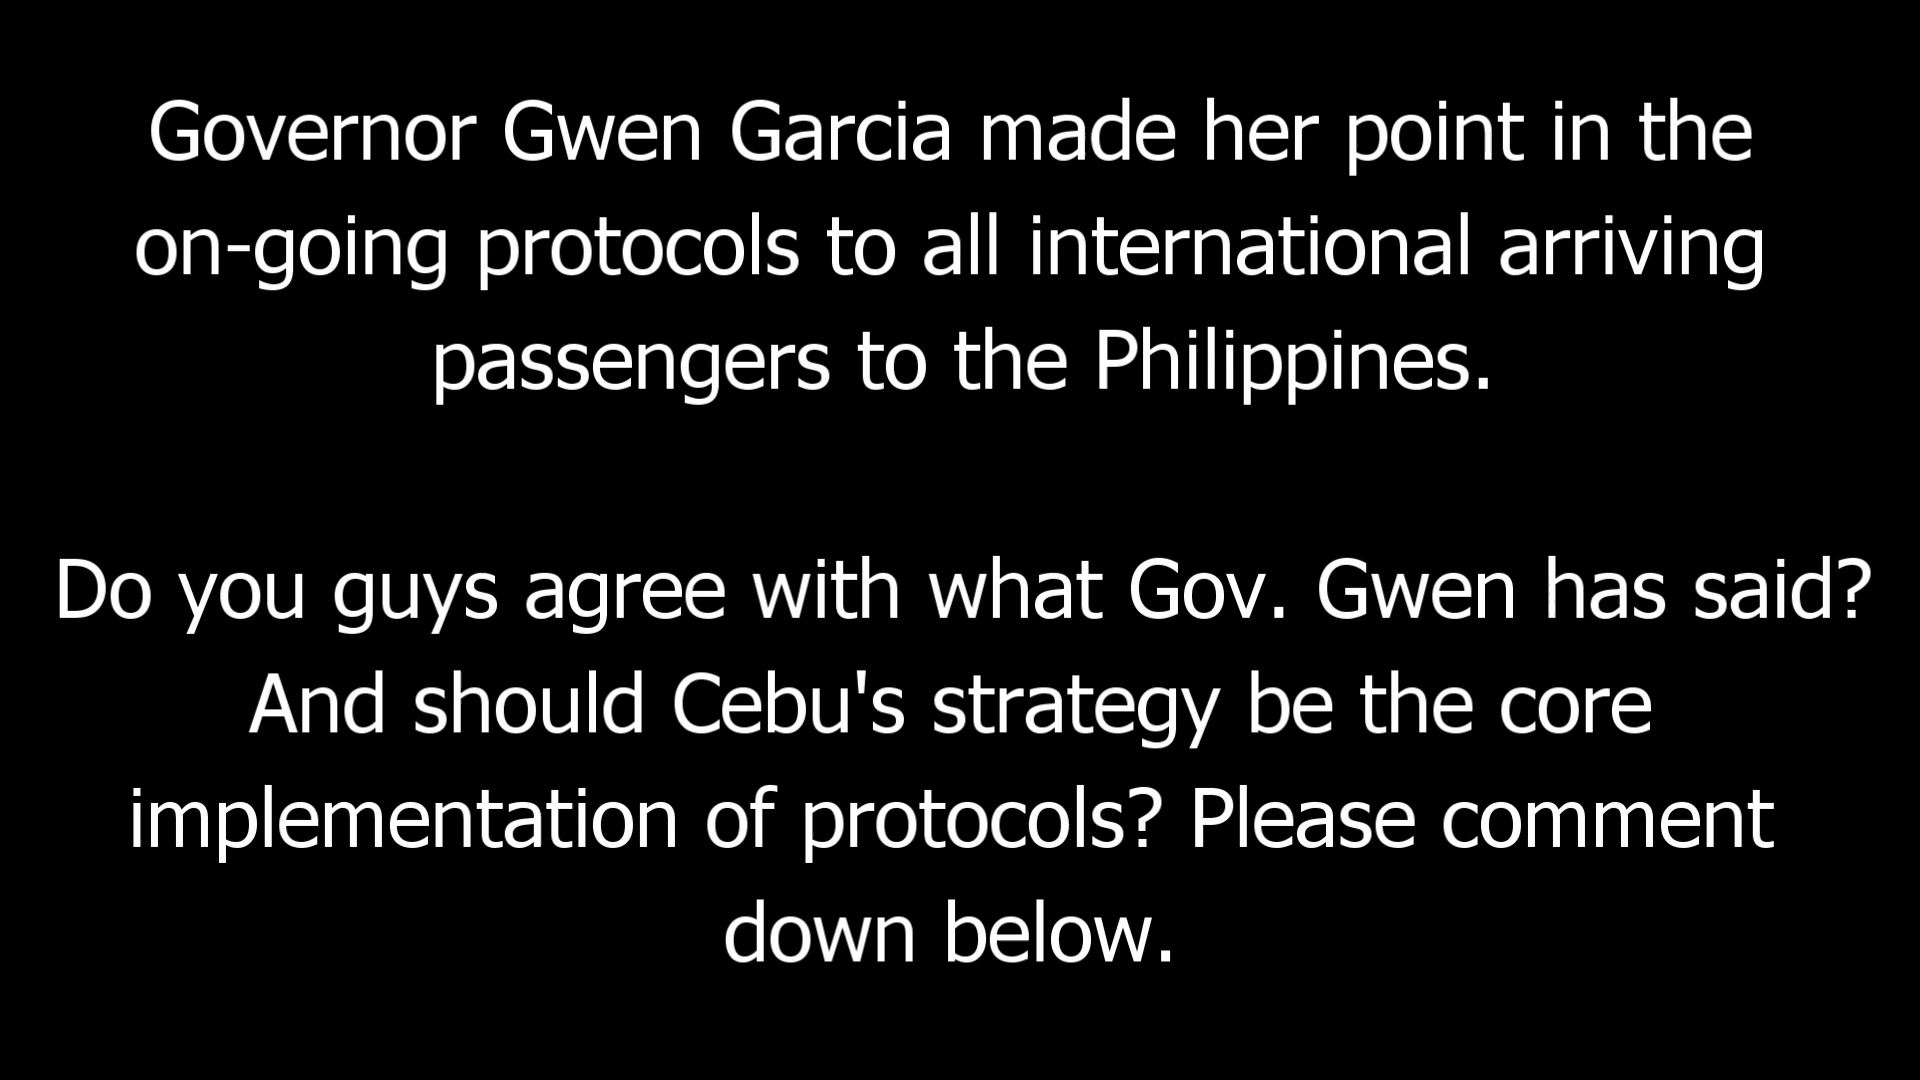 Governor Gwen Garcia made her point in the
on-going protocols to all international arriving
passengers to the Philippines.
Do you guys agree with what Gov. Gwen has said?
And should Cebu's strategy be the core
implementation of protocols? Please comment
down below.